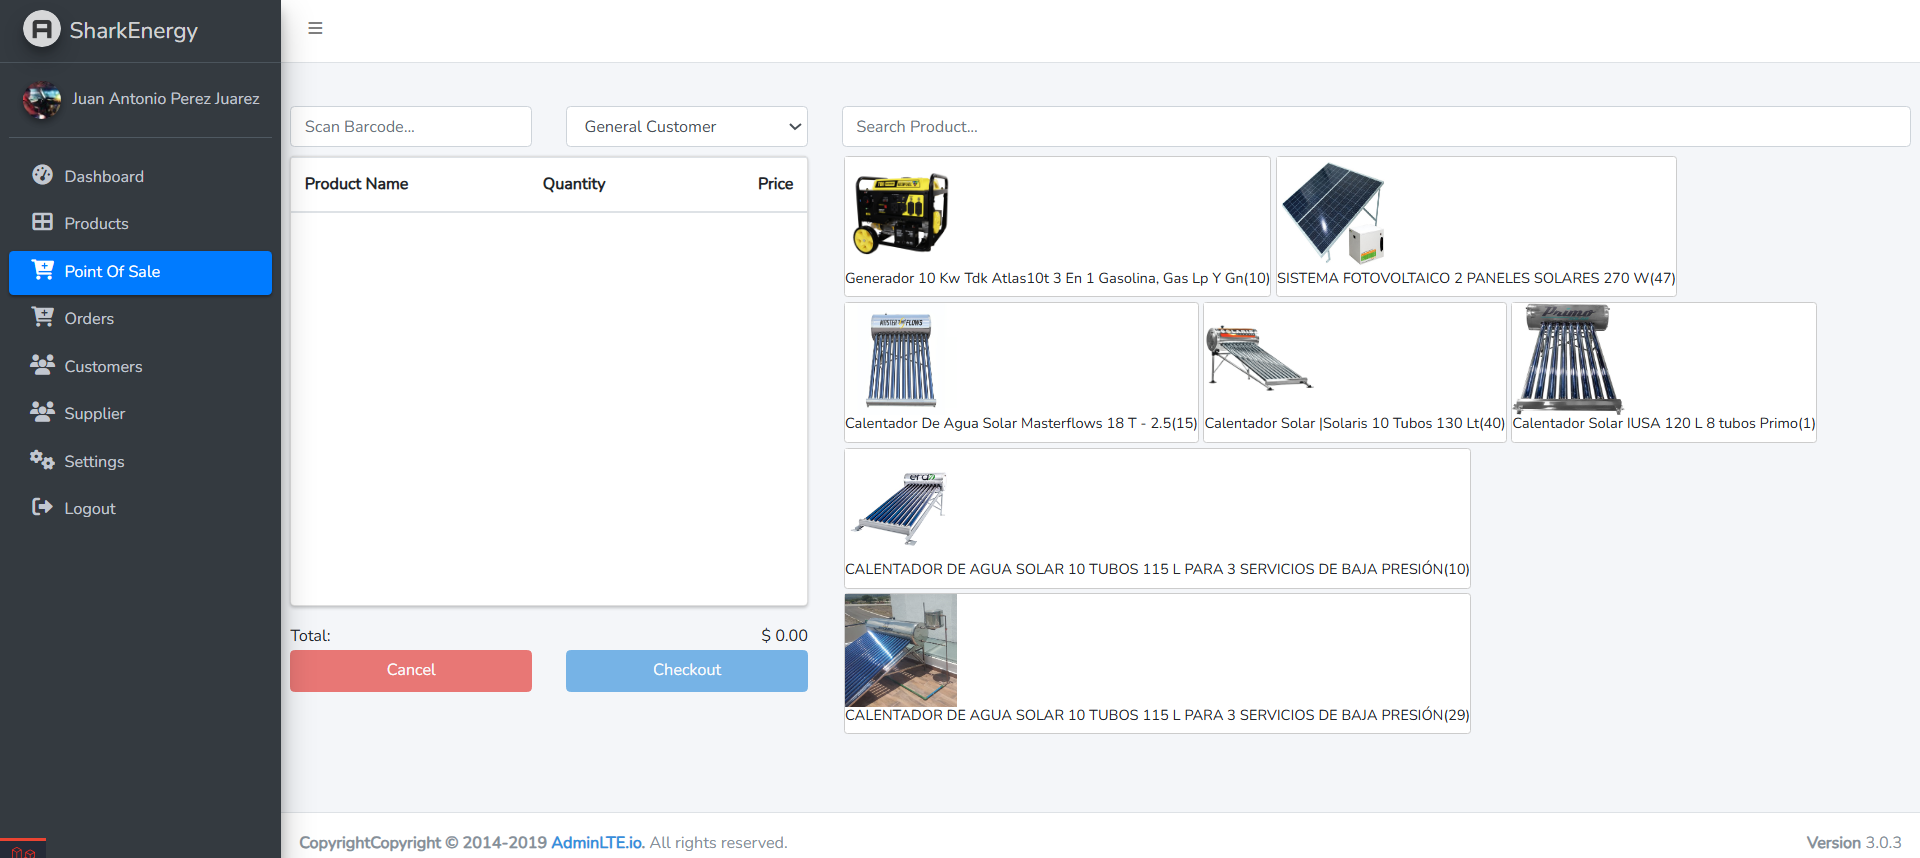 SharkEnergy
Juan Antonio Perez Juarez
Dashboard
Products
Point Of Sale
Orders
Customers
Supplier
Settings
Logout
Scan Barcode...
General Customer
Search Product...
Product Name Quantity Price
Total: $ 0.00
Cancel Checkout
Generador 10 Kw Tdk Atlas10t 3 En 1 Gasolina, Gas Lp Y Gn(10)
SISTEMA FOTOVOLTAICO 2 PANELES SOLARES 270 W(47)
Calentador De Agua Solar Masterflows 18 T - 2.5(15)
Calentador Solar |Solaris 10 Tubos 130 Lt(40)
Primo
Calentador Solar IUSA 120 L 8 tubos Primo(1)
CALENTADOR DE AGUA SOLAR 10 TUBOS 115 L PARA 3 SERVICIOS DE BAJA PRESIÓN(10)
CALENTADOR DE AGUA SOLAR 10 TUBOS 115 L PARA 3 SERVICIOS DE BAJA PRESIÓN(29)
CopyrightCopyright © 2014-2019 AdminLTE.io. All rights reserved.
Version 3.0.3